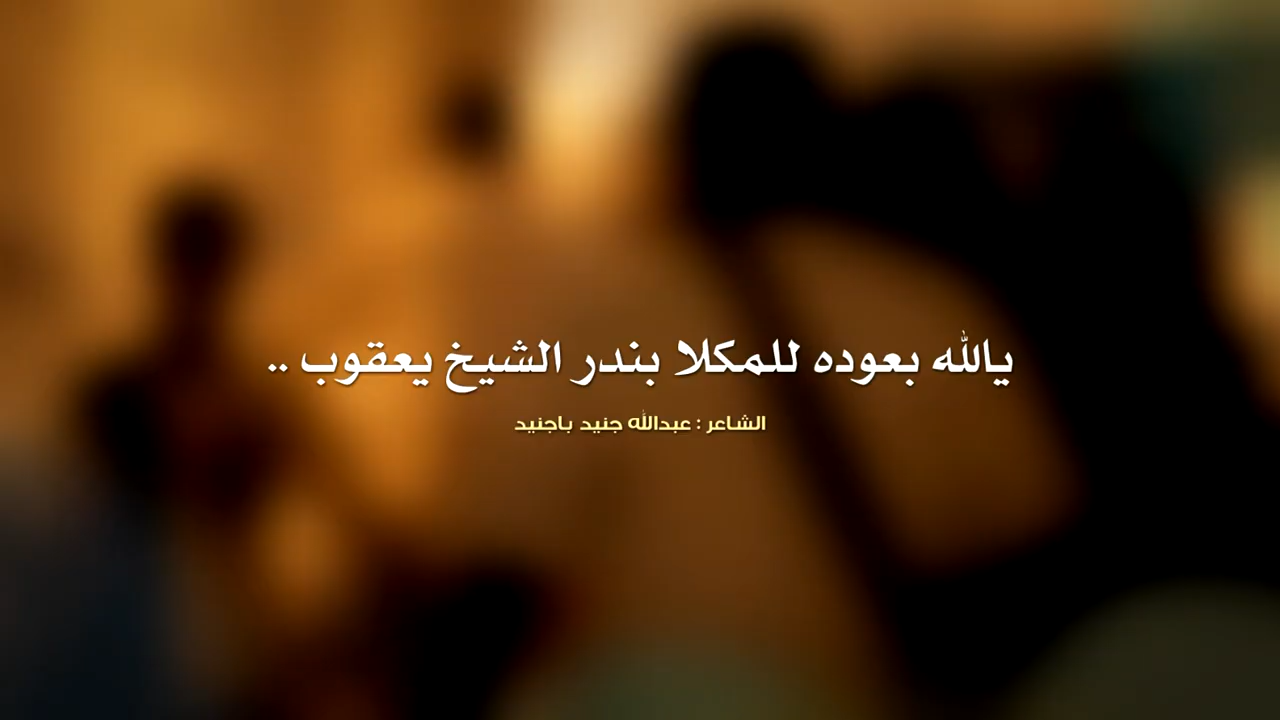 يالله بعوده للمكلا بندر الشيخ يعقوب ..
الشاعر : عبدالله جنيد باجنيد